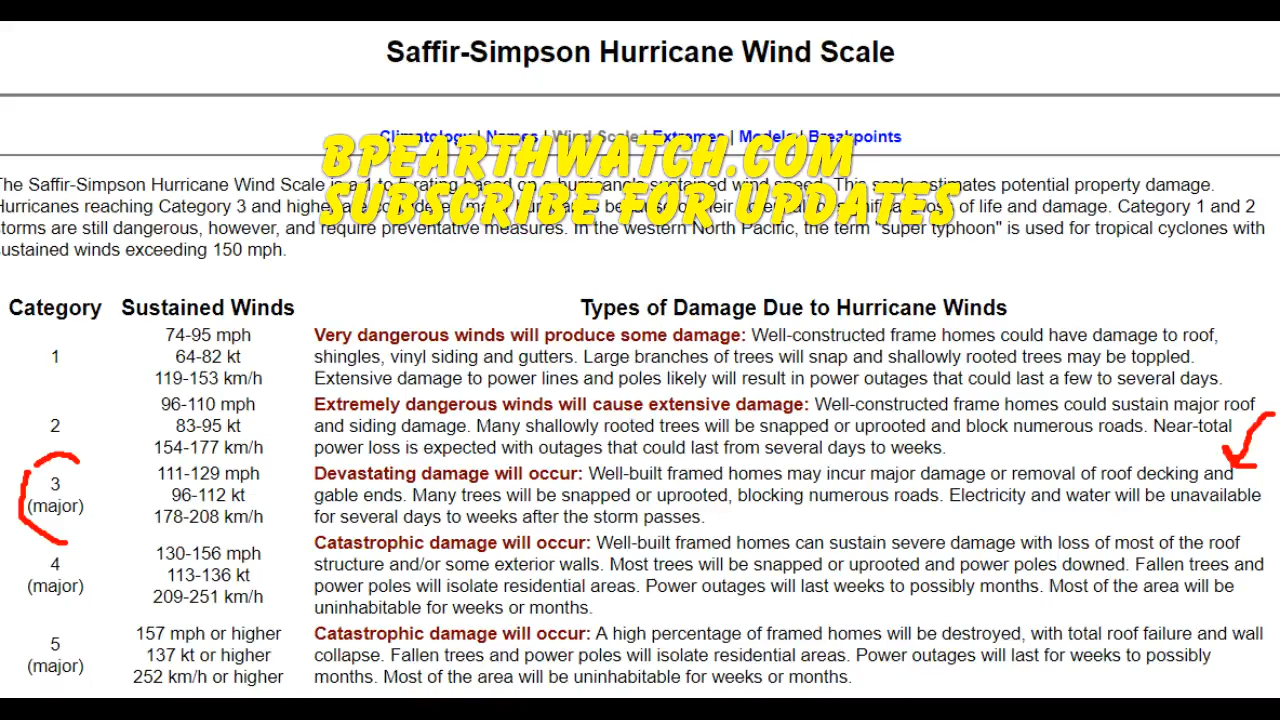 Saffir-Simpson Hurricane Wind Scale
Climatology | Names | Wind Scale | Extremes | Models | Breakpoints
BPEARTHWATCH.COM
The Saffir-Simpson Hurricane Wind Scale is a 1 to 5 rating based on a hurricane's sustained wind speed. This scale estimates potential property damage.
SUBSCRIBE FOR UPDATES
Hurricanes reaching Category 3 and higher are considered major hurricanes because of their potential for significant loss of life and damage. Category 1 and 2
storms are still dangerous, however, and require preventative measures. In the western North Pacific, the term "super typhoon" is used for tropical cyclones with
ustained winds exceeding 150 mph.
Category Sustained Winds Types of Damage Due to Hurricane Winds
74-95 mph Very dangerous winds will produce some damage: Well-constructed frame homes could have damage to roof,
1 64-82 kt shingles, vinyl siding and gutters. Large branches of trees will snap and shallowly rooted trees may be toppled.
119-153 km/h Extensive damage to power lines and poles likely will result in power outages that could last a few to several days.
96-110 mph Extremely dangerous winds will cause extensive damage: Well-constructed frame homes could sustain major roof
2 83-95 kt and siding damage. Many shallowly rooted trees will be snapped or uprooted and block numerous roads. Near-total
154-177 km/h power loss is expected with outages that could last from several days to weeks.
111-129 mph Devastating damage will occur: Well-built framed homes may incur major damage or removal of roof decking and
3 (major) 96-112 kt gable ends. Many trees will be snapped or uprooted, blocking numerous roads. Electricity and water will be unavailable
178-208 km/h for several days to weeks after the storm passes.
Catastrophic damage will occur: Well-built framed homes can sustain severe damage with loss of most of the roof
130-156 mph structure and/or some exterior walls. Most trees will be snapped or uprooted and power poles downed. Fallen trees and
4 (major) 113-136 kt power poles will isolate residential areas. Power outages will last weeks to possibly months. Most of the area will be
209-251 km/h uninhabitable for weeks or months.
157 mph or higher Catastrophic damage will occur: A high percentage of framed homes will be destroyed, with total roof failure and wall
5 (major) 137 kt or higher collapse. Fallen trees and power poles will isolate residential areas. Power outages will last for weeks to possibly
252 km/h or higher months. Most of the area will be uninhabitable for weeks or months.